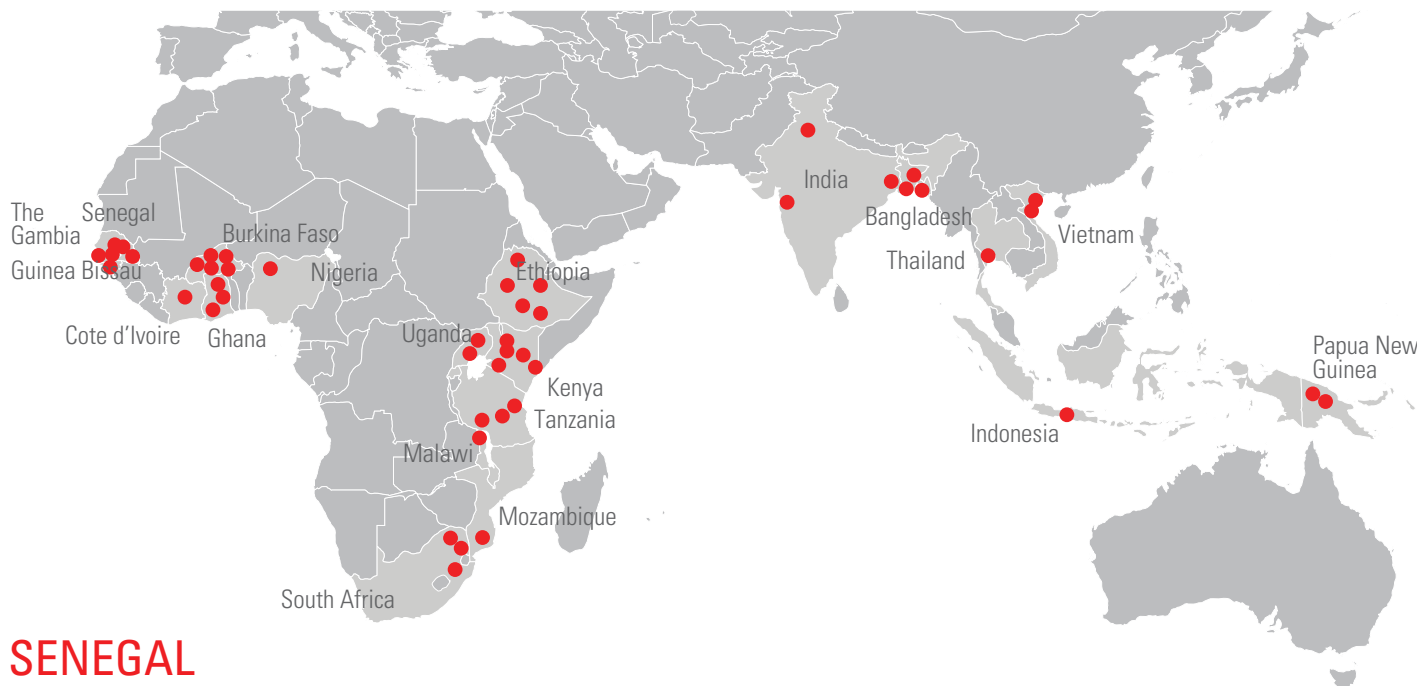 The
Gambia
Senegal
Guinea Bissau
Burkina Faso
Nigeria
Cote d’Ivoire
Ghana
Ethiopia
Uganda
Kenya
Tanzania
Malawi
Mozambique
South Africa
India
Bangladesh
Thailand
Vietnam
Indonesia
Papua New
Guinea
SENEGAL